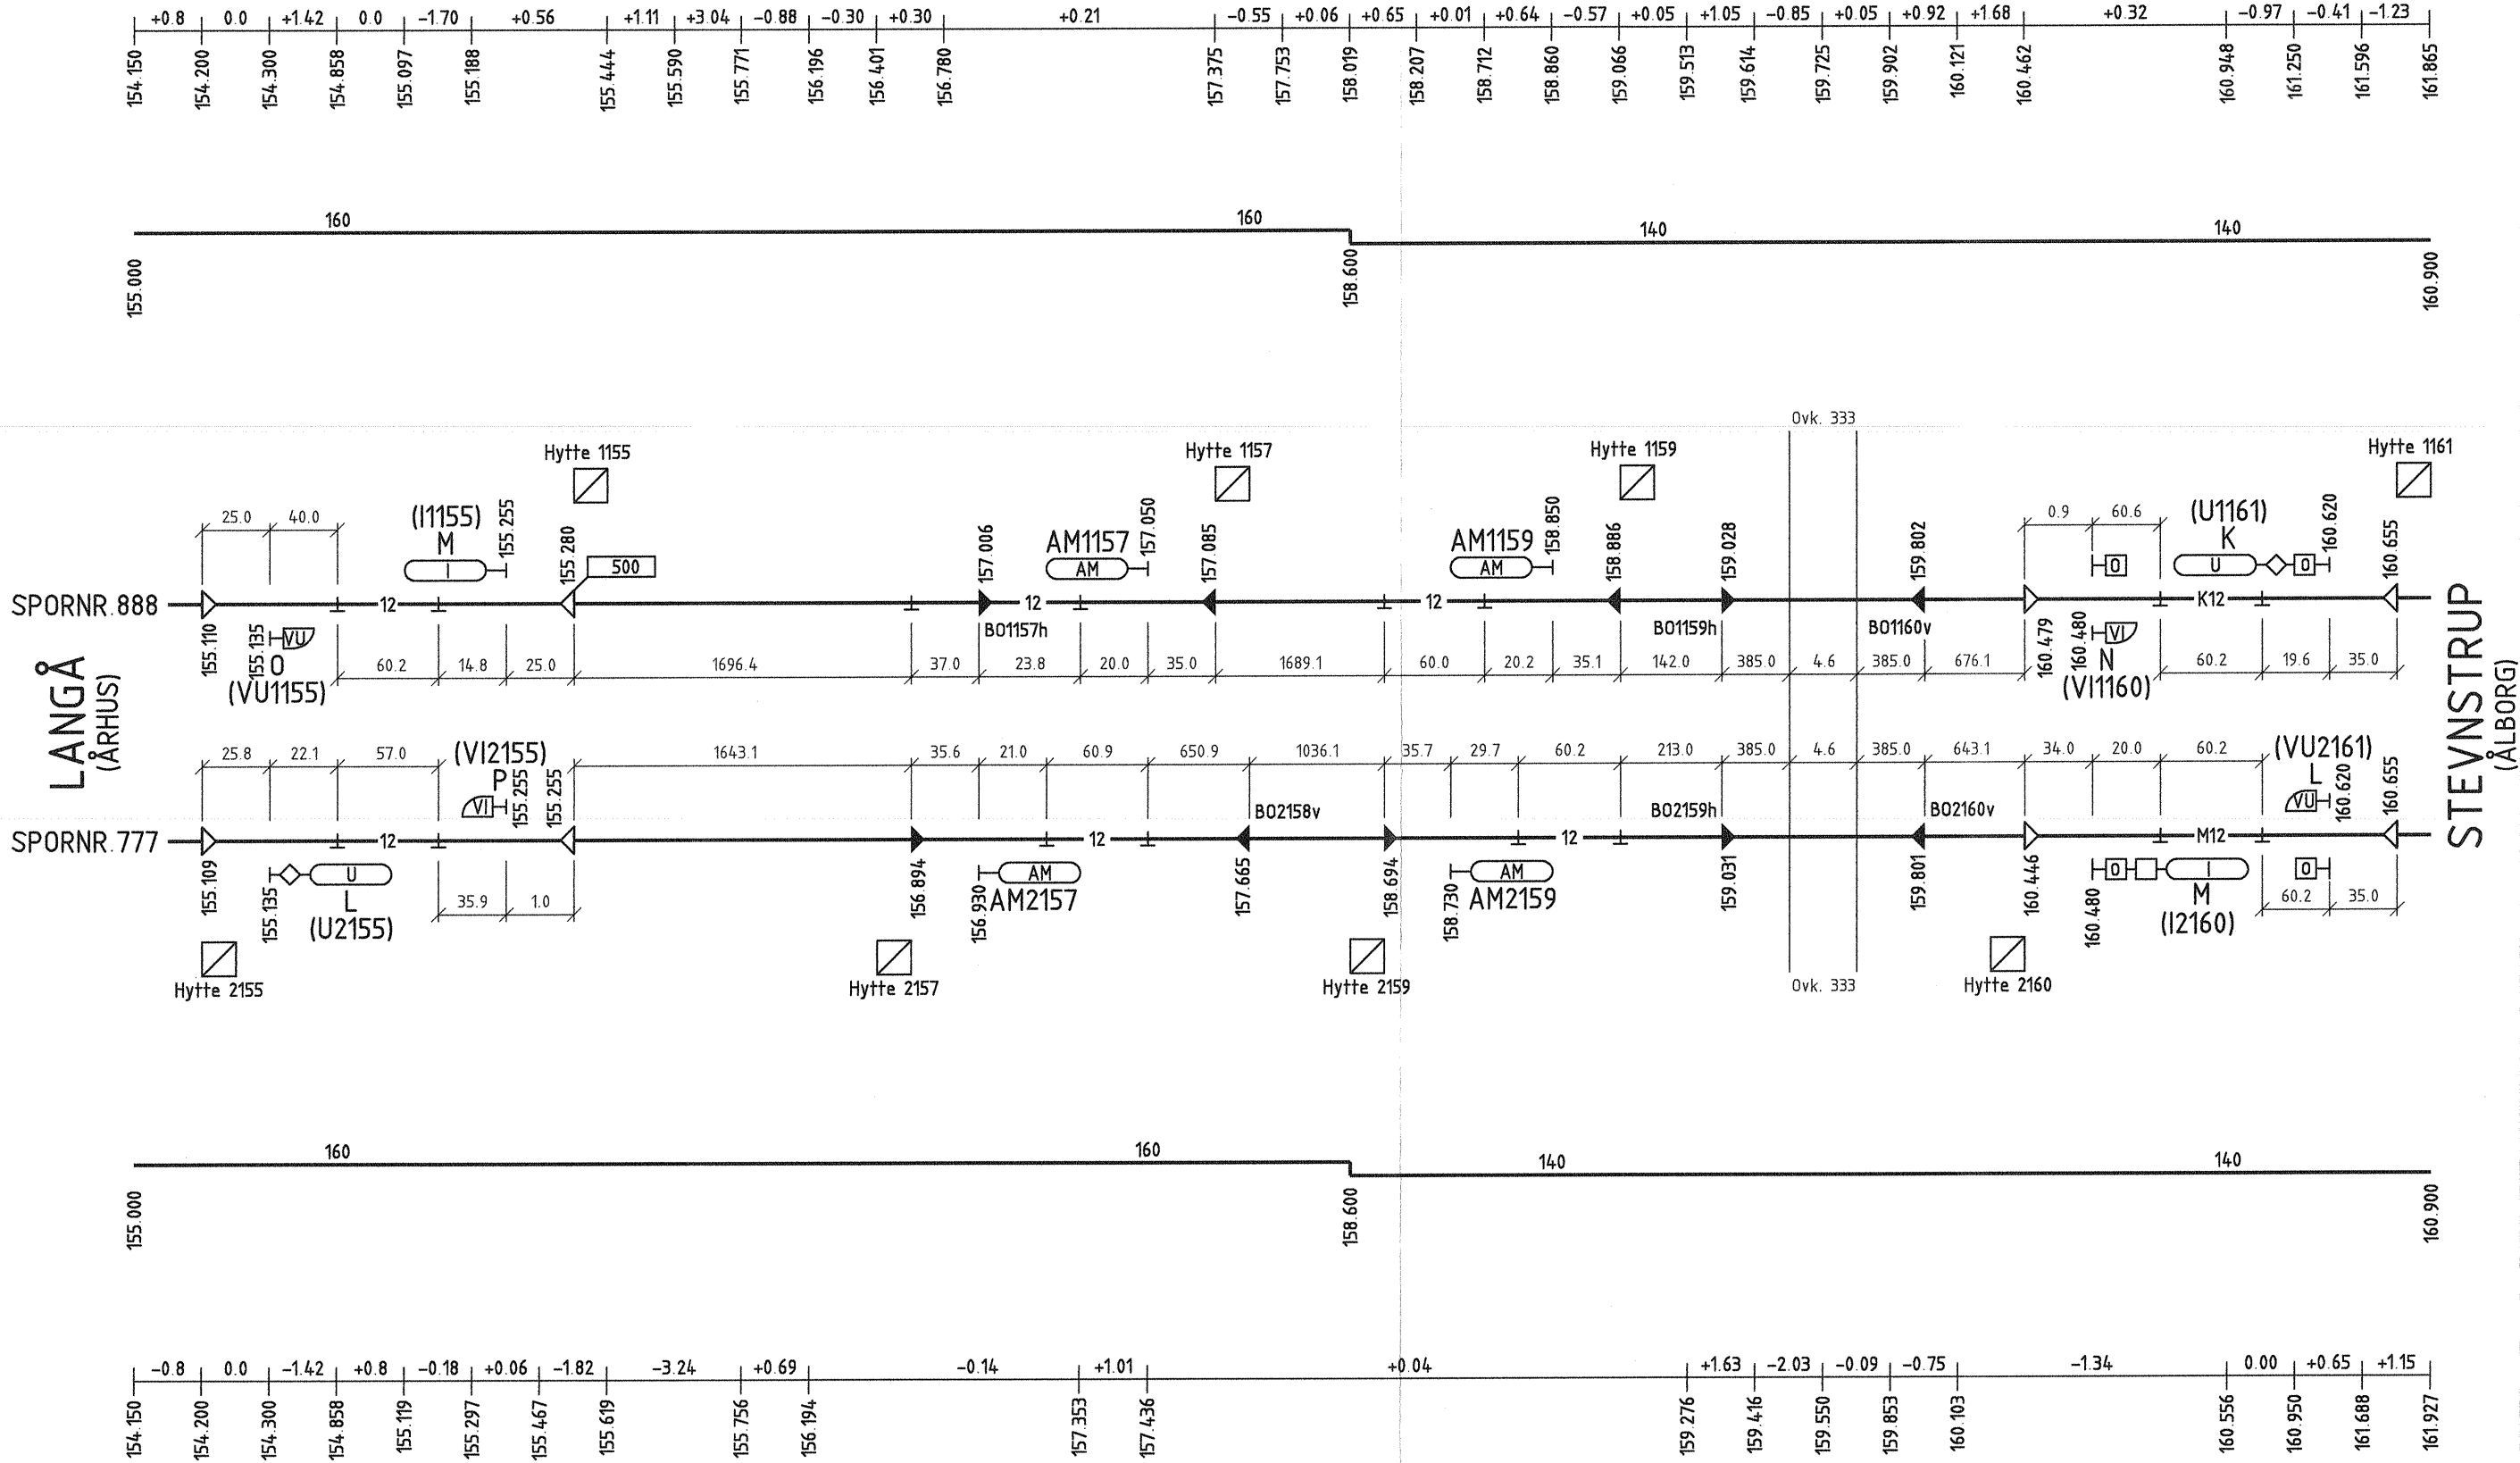 +0.8 0.0 +1.42 0.0 −1.70 +0.56 +1.11 +3.04 −0.88 −0.30 +0.30 +0.21 −0.55 +0.06 +0.65 +0.01 +0.64 −0.57 +0.05 +1.05 −0.85 +0.05 +0.92 +1.68 +0.32 −0.97 −0.41 −1.23
154.150 154.200 154.300 154.858 155.097 155.188 155.444 155.590 155.771 156.196 156.401 156.780 157.375 157.753 158.019 158.207 158.712 158.860 159.066 159.513 159.614 159.725 159.902 160.121 160.462 160.948 161.250 161.596 161.865
160 160 140 140
155.000 158.600 160.900
Ovk. 333
Hytte 1155 Hytte 1157 Hytte 1159 Hytte 1161
25.0 40.0 (I1155) 155.255 155.280 157.006 AM1157 157.050 157.085 AM1159 158.850 158.886 159.028 159.802 0.9 60.6 (U1161) 160.620 160.655
M K
I 500 AM AM O U O
SPORNR.888 12 12 12 K12
155.110 155.135 VU BO1157h BO1159h BO1160v 160.479 160.480 VI
O 60.2 14.8 25.0 1696.4 37.0 23.8 20.0 35.0 1689.1 60.0 20.2 35.1 142.0 385.0 4.6 385.0 676.1 N 60.2 19.6 35.0
(VU1155) (VI1160)
LANGÅ
(ÅRHUS)
STEVNSTRUP
(ÅLBORG)
25.8 22.1 57.0 (VI2155) 1643.1 35.6 21.0 60.9 650.9 1036.1 35.7 29.7 60.2 213.0 385.0 4.6 385.0 643.1 34.0 20.0 60.2 (VU2161)
P L
VI 155.255 155.255 BO2158v BO2159h BO2160v VU 160.620 160.655
SPORNR.777 12 12 12 M12
155.109 155.135 U 156.894 156.930 AM 157.665 158.694 158.730 AM 159.031 159.801 160.446 160.480 O I O
L 35.9 1.0 AM2157 AM2159 M 60.2 35.0
(U2155) (I2160)
Hytte 2155 Hytte 2157 Hytte 2159 Ovk. 333 Hytte 2160
160 160 140 140
155.000 158.600 160.900
−0.8 0.0 −1.42 +0.8 −0.18 +0.06 −1.82 −3.24 +0.69 −0.14 +1.01 +0.04 +1.63 −2.03 −0.09 −0.75 −1.34 0.00 +0.65 +1.15
154.150 154.200 154.300 154.858 155.119 155.297 155.467 155.619 155.756 156.194 157.353 157.436 159.276 159.416 159.550 159.853 160.103 160.556 160.950 161.688 161.927